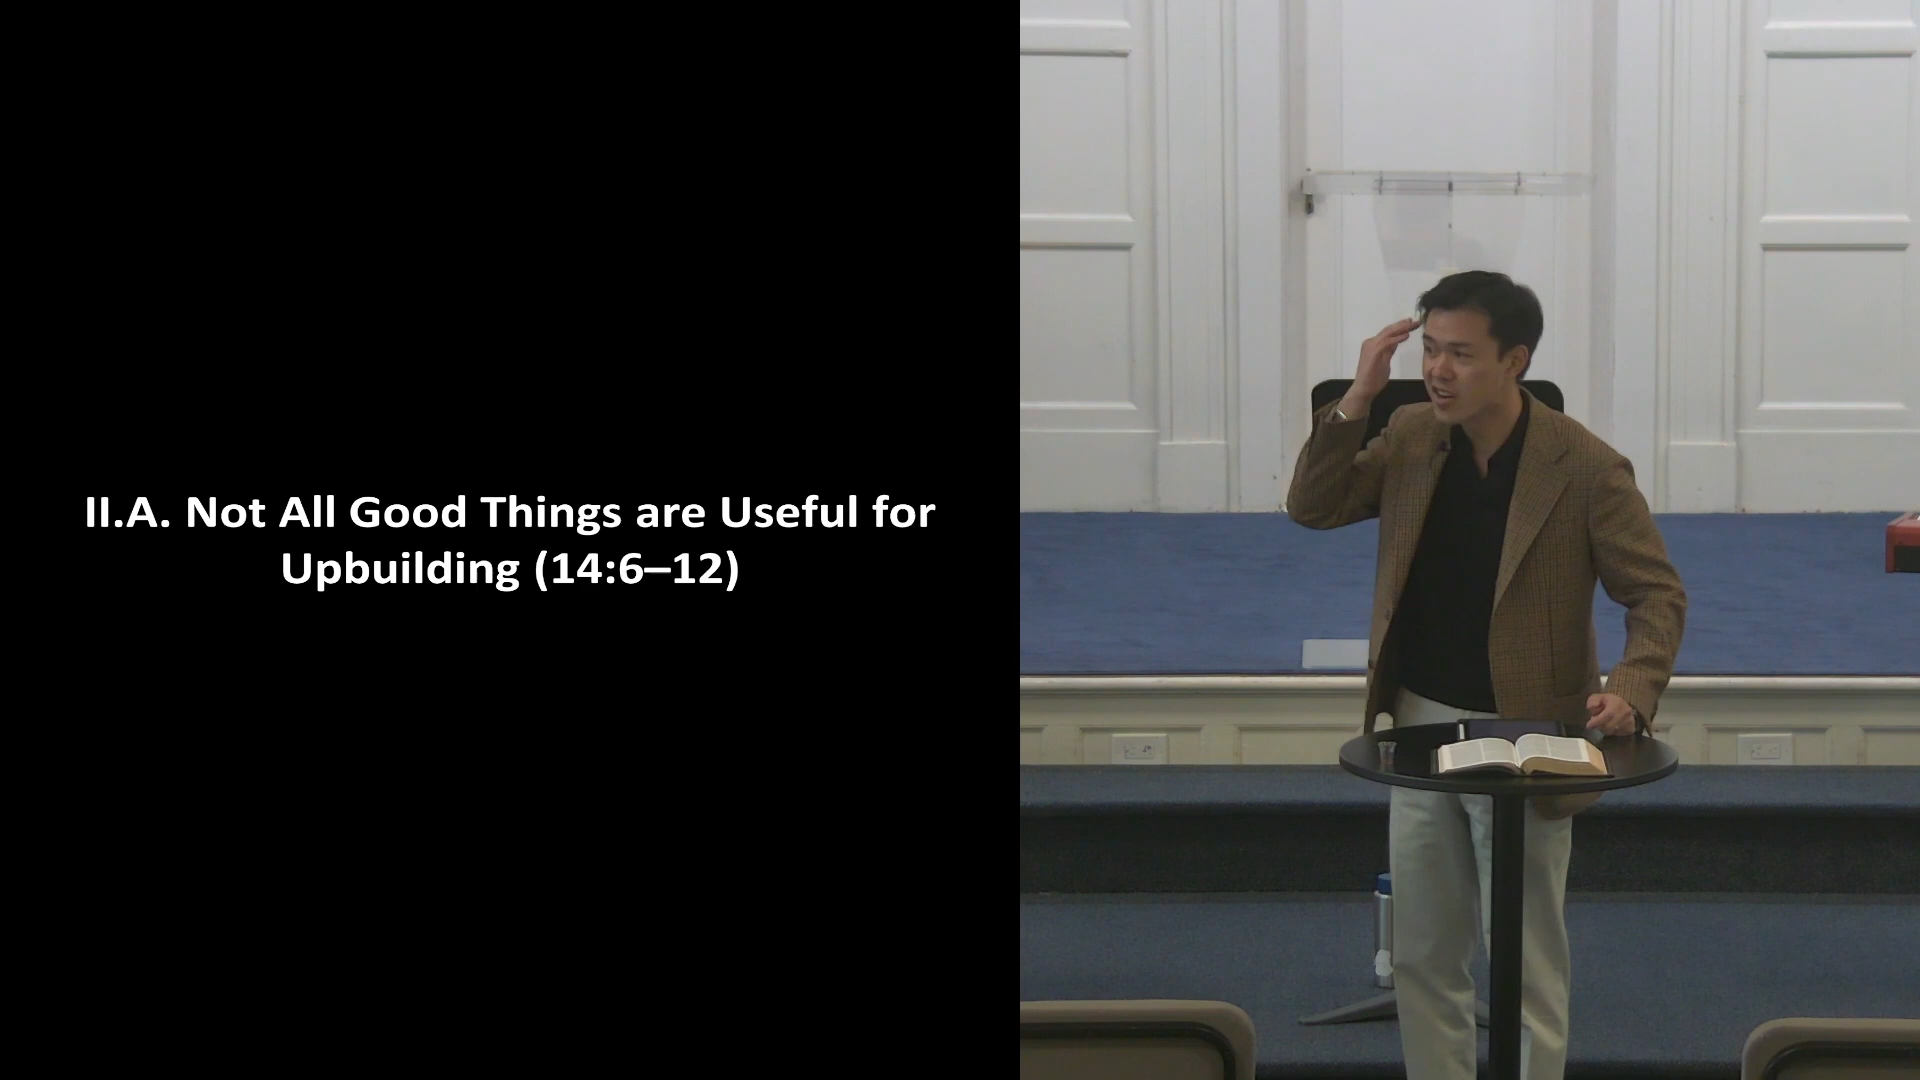 II.A. Not All Good Things are Useful for
Upbuilding (14:6–12)